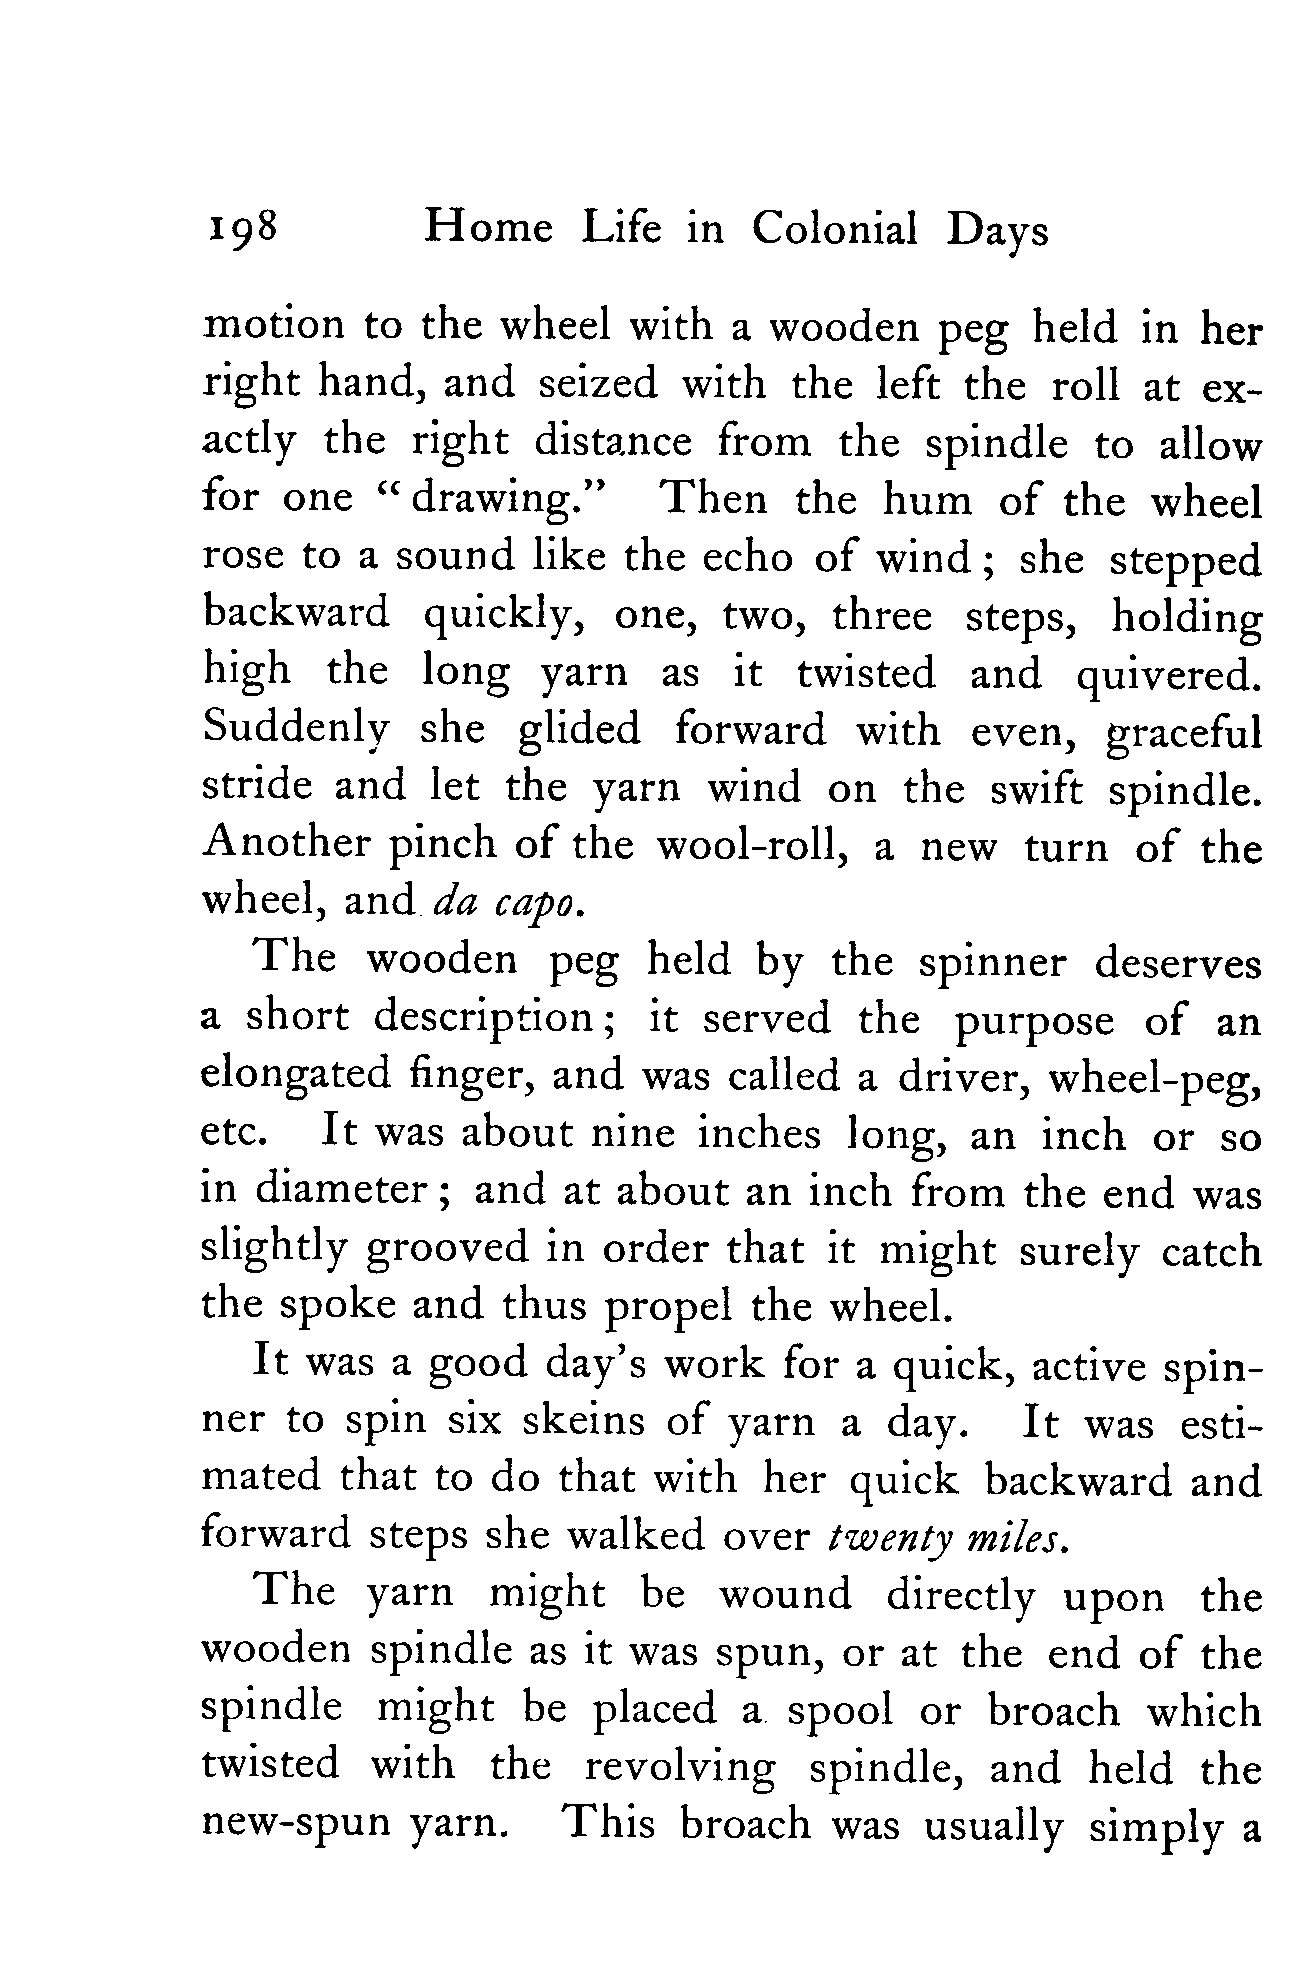 198 Home Life in Colonial Days
motion to the wheel with a wooden peg held in her
right hand, and seized with the left the roll at ex-
actly the right distance from the spindle to allow
for one “drawing.” Then the hum of the wheel
rose to a sound like the echo of wind; she stepped
backward quickly, one, two, three steps, holding
high the long yarn as it twisted and quivered.
Suddenly she glided forward with even, graceful
stride and let the yarn wind on the swift spindle.
Another pinch of the wool-roll, a new turn of the
wheel, and da capo.
The wooden peg held by the spinner deserves
a short description; it served the purpose of an
elongated finger, and was called a driver, wheel-peg,
etc. It was about nine inches long, an inch or so
in diameter; and at about an inch from the end was
slightly grooved in order that it might surely catch
the spoke and thus propel the wheel.
It was a good day’s work for a quick, active spin-
ner to spin six skeins of yarn a day. It was esti-
mated that to do that with her quick backward and
forward steps she walked over twenty miles.
The yarn might be wound directly upon the
wooden spindle as it was spun, or at the end of the
spindle might be placed a spool or broach which
twisted with the revolving spindle, and held the
new-spun yarn. This broach was usually simply a